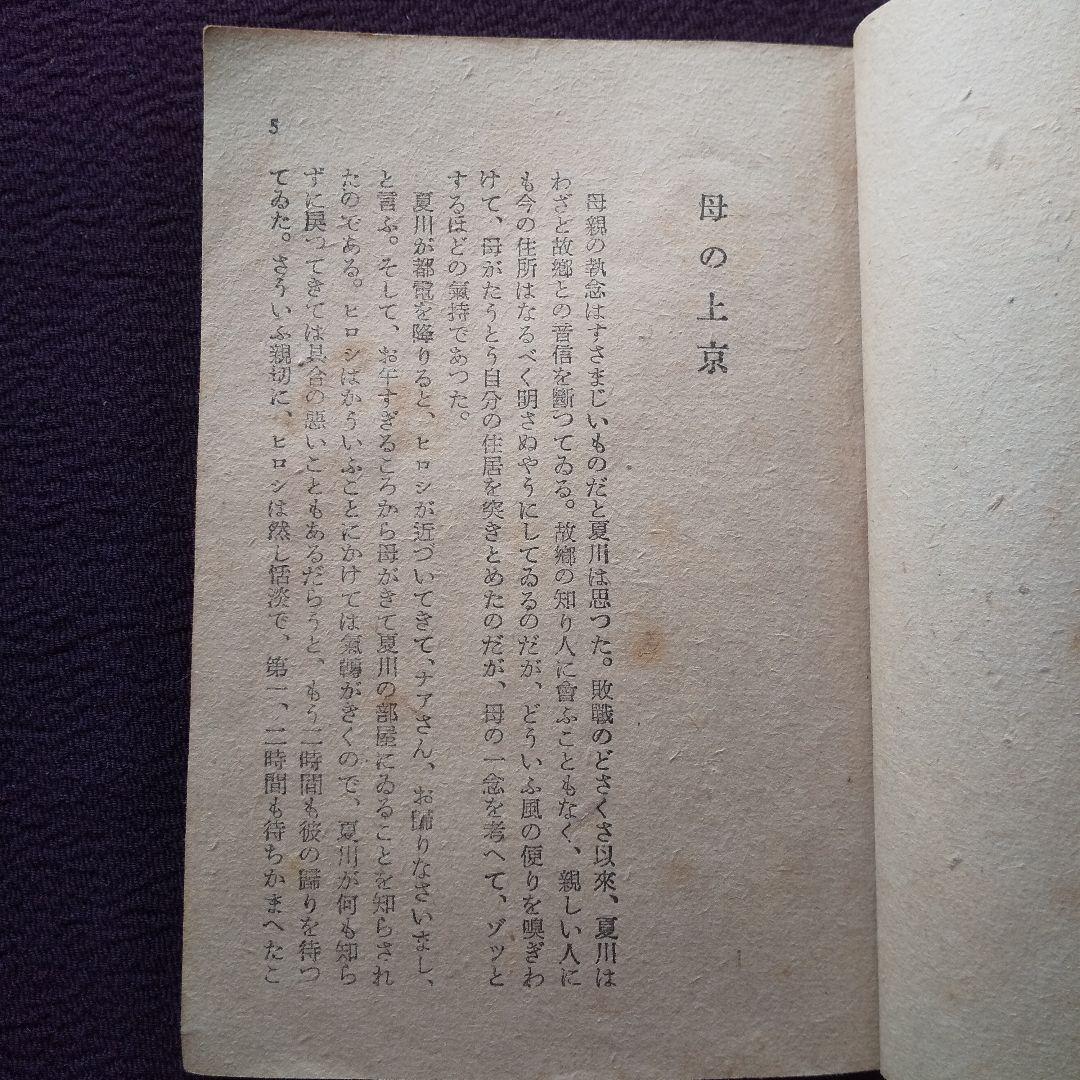 母の上京
母親の執念はすさまじいものだと夏川は思つた。敗戰のどさくさ以來、夏川は
わざと故鄕との音信を斷つてゐる。故鄕の知り人に會ふこともなく、親しい人に
も今の住所はなるべく明さぬやうにしてゐるのだが、どういふ風の便りを嗅ぎわ
けて、母がたうとう自分の住居を突きとめたのだが、母の一念を考へて、ゾッと
するほどの氣持であつた。
夏川が都電を降りると、ヒロシが近づいてきて、ナアさん、お歸りなさいまし、
と言ふ。そして、お午すぎるころから母がきて夏川の部屋にゐることを知らされ
たのである。ヒロシはかういふことにかけては氣轉がきくので、夏川が何も知ら
ずに戾つてきては具合の悪いこともあるだらうと、もう二時間も彼の歸りを待つ
てゐた。さういふ親切に、ヒロシは然し恬淡で、第一、二時間も待ちかまへたこ
5